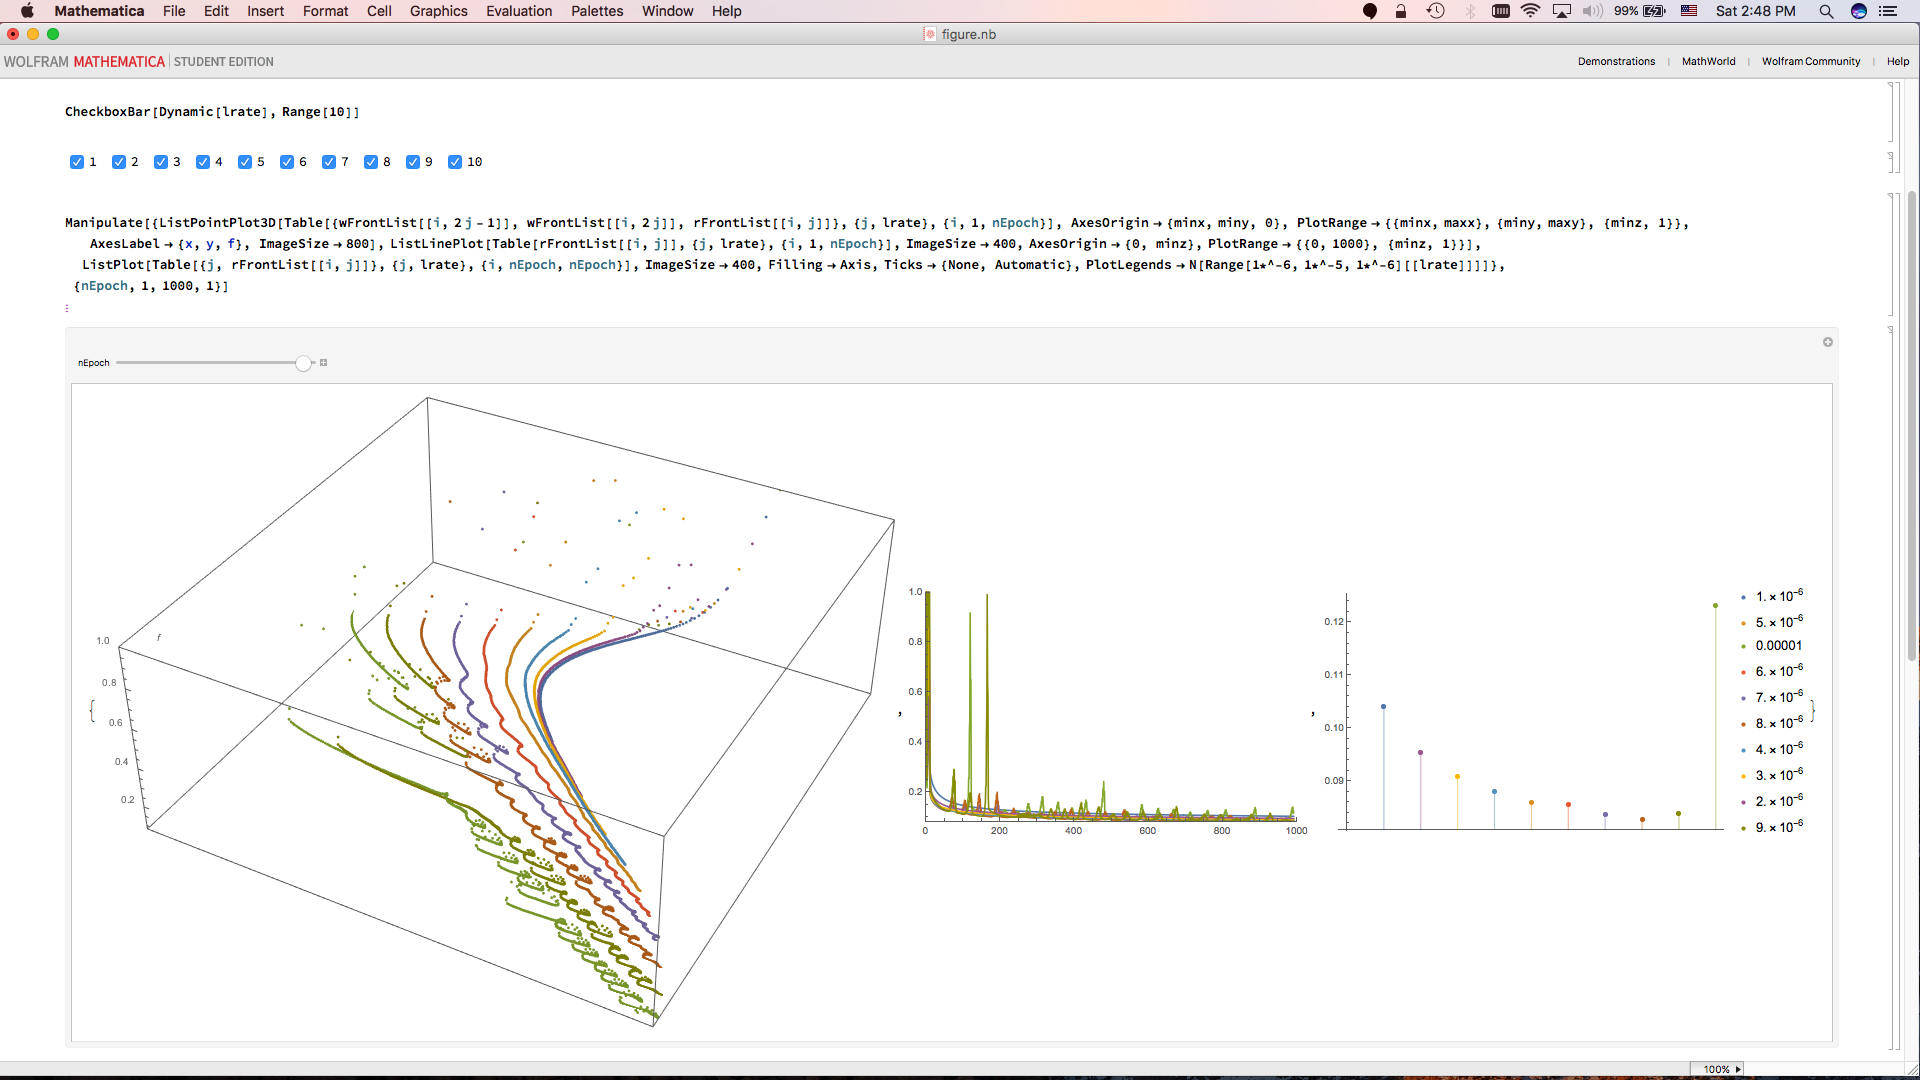 Mathematica File Edit Insert Format Cell Graphics Evaluation Palettes Window Help 99% Sat 2:48 PM
figure.nb
WOLFRAM MATHEMATICA | STUDENT EDITION Demonstrations | MathWorld | Wolfram Community | Help
CheckboxBar[Dynamic[lrate], Range[10]]
1 2 3 4 5 6 7 8 9 10
Manipulate[{ListPointPlot3D[Table[{wFrontList[[i, 2 j - 1]], wFrontList[[i, 2 j]], rFrontList[[i, j]]}, {j, lrate}, {i, 1, nEpoch}], AxesOrigin → {minx, miny, 0}, PlotRange → {{minx, maxx}, {miny, maxy}, {minz, 1}},
AxesLabel → {x, y, f}, ImageSize → 800], ListLinePlot[Table[rFrontList[[i, j]], {j, lrate}, {i, 1, nEpoch}], ImageSize → 400, AxesOrigin → {0, minz}, PlotRange → {{0, 1000}, {minz, 1}}],
ListPlot[Table[{j, rFrontList[[i, j]]}, {j, lrate}, {i, nEpoch, nEpoch}], ImageSize → 400, Filling → Axis, Ticks → {None, Automatic}, PlotLegends → N[Range[1*^-6, 1*^-5, 1*^-6][[lrate]]]]},
{nEpoch, 1, 1000, 1}]
nEpoch
{
1.0
f
0.8
0.6
0.4
0.2
,
1.0
0.8
0.6
0.4
0.2
0 200 400 600 800 1000
,
0.12
0.11
0.10
0.09
1. × 10⁻⁶
5. × 10⁻⁶
0.00001
6. × 10⁻⁶
7. × 10⁻⁶
8. × 10⁻⁶
4. × 10⁻⁶
3. × 10⁻⁶
2. × 10⁻⁶
9. × 10⁻⁶
}
100%